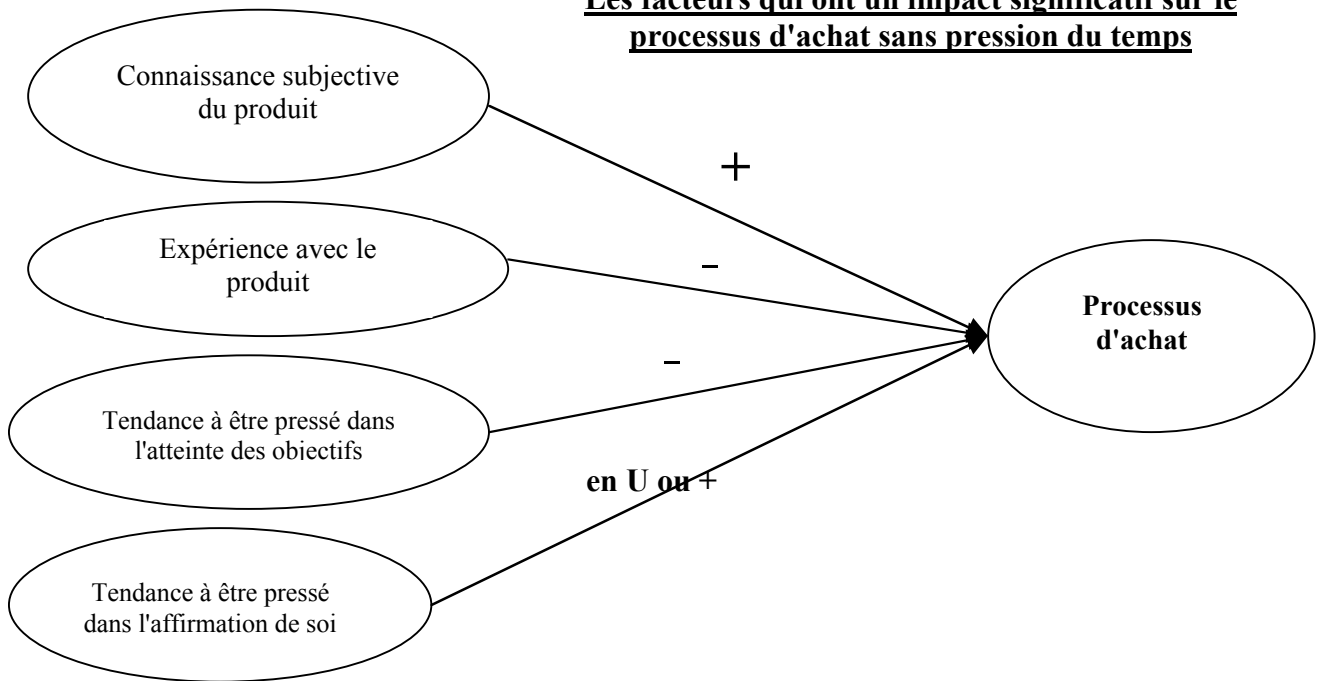 Les facteurs qui ont un impact significatif sur le
processus d'achat sans pression du temps
Connaissance subjective
du produit
+
Expérience avec le
produit
-
Processus
d'achat
-
Tendance à être pressé dans
l'atteinte des objectifs
en U ou +
Tendance à être pressé
dans l'affirmation de soi